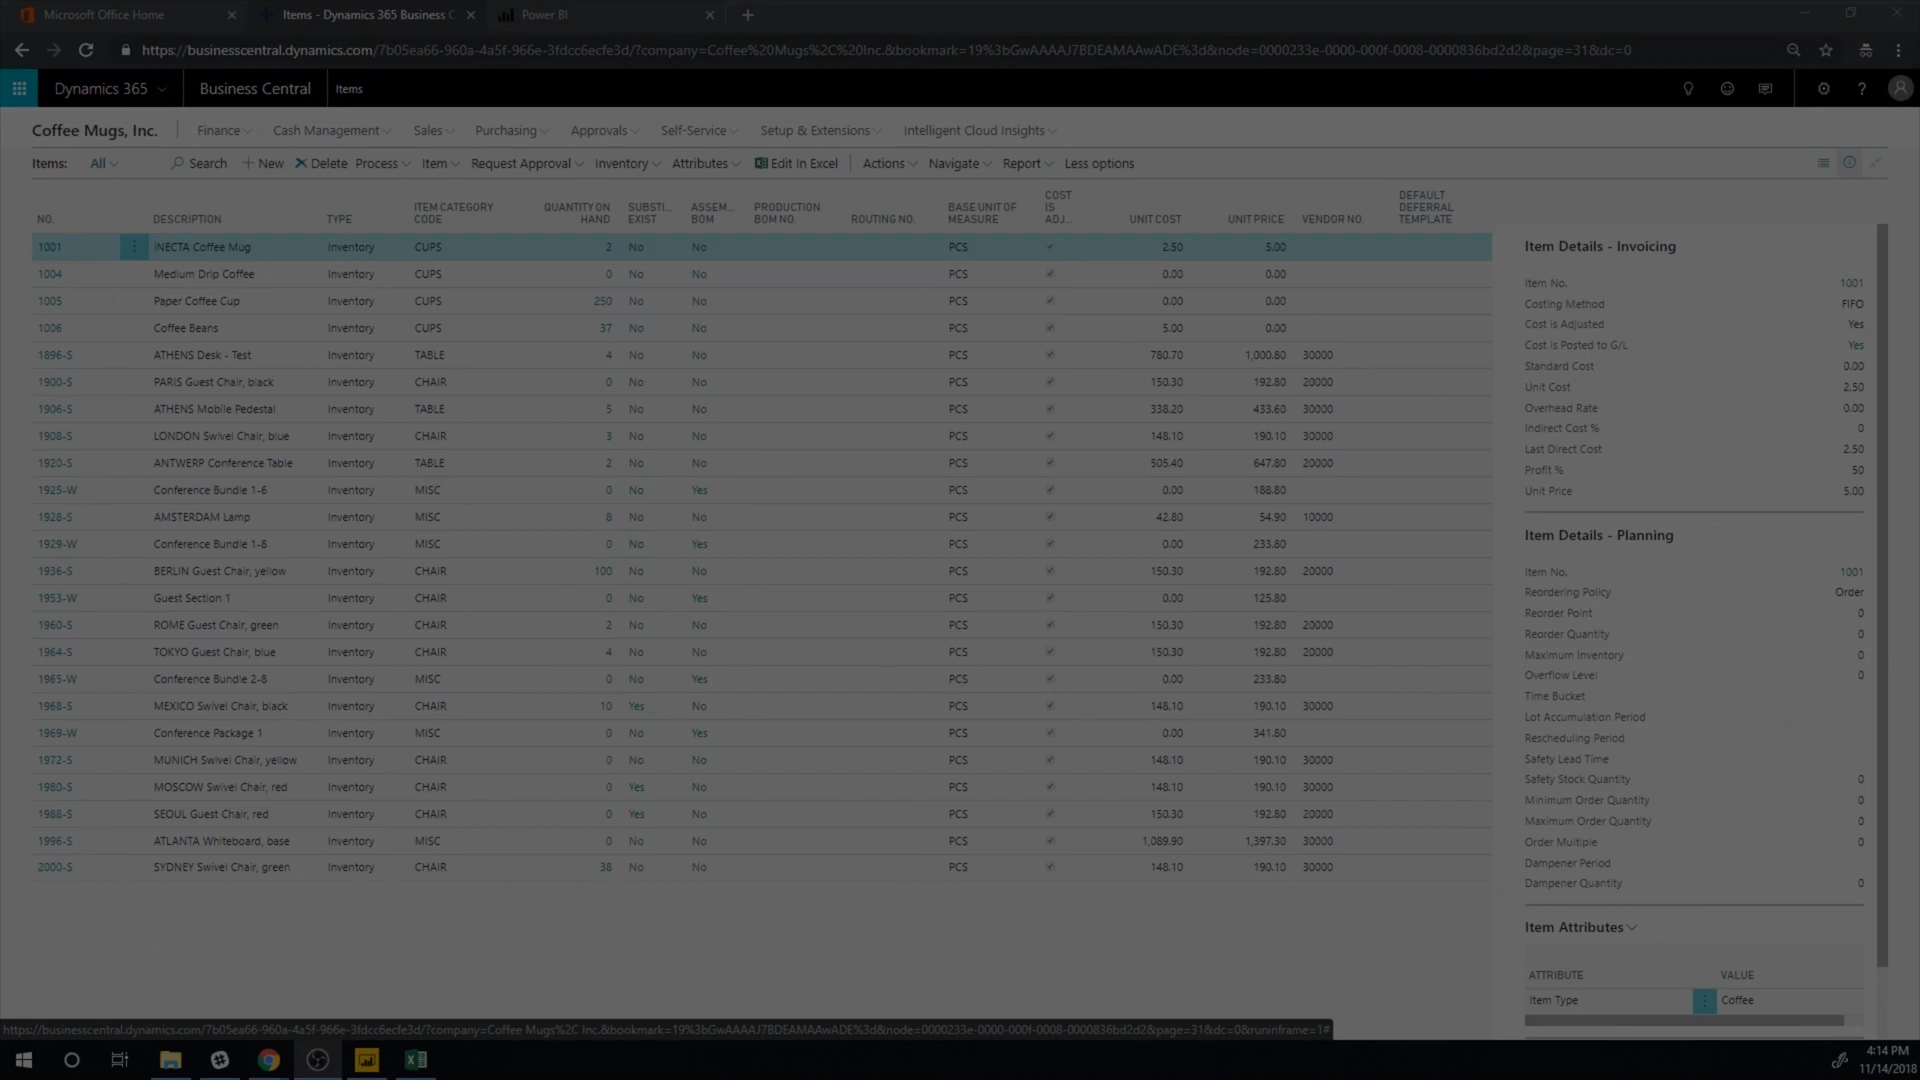 Microsoft Office Home
Items - Dynamics 365 Business C
Power BI
https://businesscentral.dynamics.com/7b05ea66-960a-4a5f-966e-3fdcc6ecfe3d/?company=Coffee%20Mugs%2C%20Inc.&bookmark=19%3bGwAAAAJ7BDEAMAAwADE%3d&node=0000233e-0000-000f-0008-0000836bd2d2&page=31&dc=0
Dynamics 365 Business Central Items
Coffee Mugs, Inc. Finance Cash Management Sales Purchasing Approvals Self-Service Setup & Extensions Intelligent Cloud Insights
Items: All Search New Delete Process Item Request Approval Inventory Attributes Edit In Excel Actions Navigate Report Less options
NO. DESCRIPTION TYPE ITEM CATEGORY CODE QUANTITY ON HAND SUBSTI... EXIST ASSEM... BOM PRODUCTION BOM NO. ROUTING NO. BASE UNIT OF MEASURE COST IS ADJ... UNIT COST UNIT PRICE VENDOR NO. DEFAULT DEFERRAL TEMPLATE
1001 iNECTA Coffee Mug Inventory CUPS 2 No No PCS 2.50 5.00
1004 Medium Drip Coffee Inventory CUPS 0 No No PCS 0.00 0.00
1005 Paper Coffee Cup Inventory CUPS 250 No No PCS 0.00 0.00
1006 Coffee Beans Inventory CUPS 37 No No PCS 5.00 0.00
1896-S ATHENS Desk - Test Inventory TABLE 4 No No PCS 780.70 1,000.80 30000
1900-S PARIS Guest Chair, black Inventory CHAIR 0 No No PCS 150.30 192.80 20000
1906-S ATHENS Mobile Pedestal Inventory TABLE 5 No No PCS 338.20 433.60 30000
1908-S LONDON Swivel Chair, blue Inventory CHAIR 3 No No PCS 148.10 190.10 30000
1920-S ANTWERP Conference Table Inventory TABLE 2 No No PCS 505.40 647.80 20000
1925-W Conference Bundle 1-6 Inventory MISC 0 No Yes PCS 0.00 188.80
1928-S AMSTERDAM Lamp Inventory MISC 8 No No PCS 42.80 54.90 10000
1929-W Conference Bundle 1-8 Inventory MISC 0 No Yes PCS 0.00 233.80
1936-S BERLIN Guest Chair, yellow Inventory CHAIR 100 No No PCS 150.30 192.80 20000
1953-W Guest Section 1 Inventory CHAIR 0 No Yes PCS 0.00 125.80
1960-S ROME Guest Chair, green Inventory CHAIR 2 No No PCS 150.30 192.80 20000
1964-S TOKYO Guest Chair, blue Inventory CHAIR 4 No No PCS 150.30 192.80 20000
1965-W Conference Bundle 2-8 Inventory MISC 0 No Yes PCS 0.00 233.80
1968-S MEXICO Swivel Chair, black Inventory CHAIR 10 Yes No PCS 148.10 190.10 30000
1969-W Conference Package 1 Inventory MISC 0 No Yes PCS 0.00 341.80
1972-S MUNICH Swivel Chair, yellow Inventory CHAIR 0 No No PCS 148.10 190.10 30000
1980-S MOSCOW Swivel Chair, red Inventory CHAIR 0 Yes No PCS 148.10 190.10 30000
1988-S SEOUL Guest Chair, red Inventory CHAIR 0 Yes No PCS 150.30 192.80 20000
1996-S ATLANTA Whiteboard, base Inventory MISC 0 No No PCS 1,089.90 1,397.30 30000
2000-S SYDNEY Swivel Chair, green Inventory CHAIR 38 No No PCS 148.10 190.10 30000
Item Details - Invoicing
Item No. 1001
Costing Method FIFO
Cost is Adjusted Yes
Cost is Posted to G/L Yes
Standard Cost 0.00
Unit Cost 2.50
Overhead Rate 0.00
Indirect Cost % 0
Last Direct Cost 2.50
Profit % 50
Unit Price 5.00
Item Details - Planning
Item No. 1001
Reordering Policy Order
Reorder Point 0
Reorder Quantity 0
Maximum Inventory 0
Overflow Level 0
Time Bucket
Lot Accumulation Period
Rescheduling Period
Safety Lead Time
Safety Stock Quantity 0
Minimum Order Quantity 0
Maximum Order Quantity 0
Order Multiple 0
Dampener Period
Dampener Quantity 0
Item Attributes
ATTRIBUTE VALUE
Item Type Coffee
https://businesscentral.dynamics.com/7b05ea66-960a-4a5f-966e-3fdcc6ecfe3d/?company=Coffee Mugs%2C Inc.&bookmark=19%3bGwAAAAJ7BDEAMAAwADE%3d&node=0000233e-0000-000f-0008-0000836bd2d2&page=31&dc=0&runinframe=1#
4:14 PM
11/14/2018